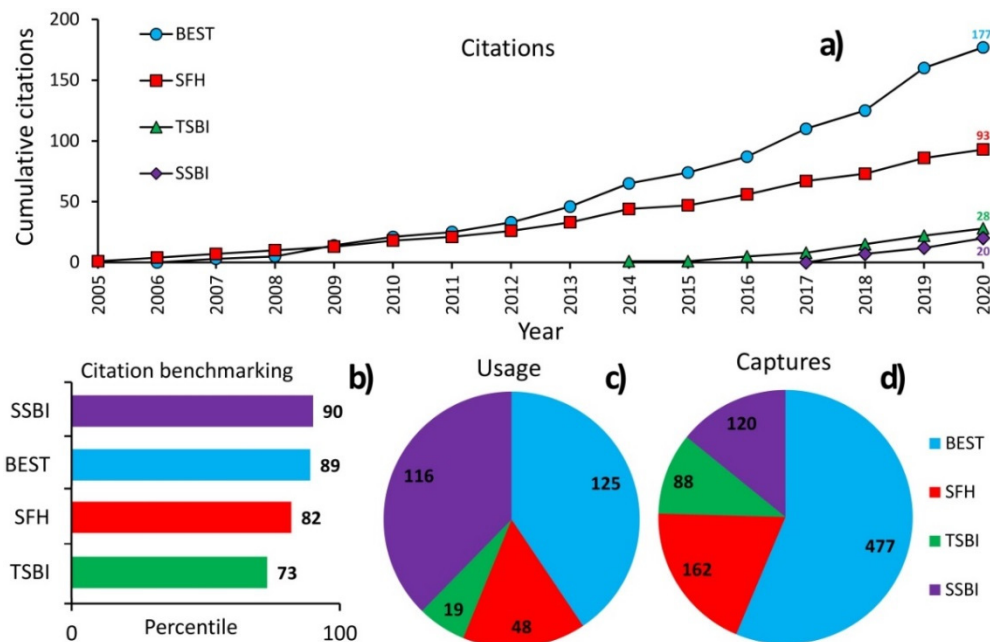 200
150
100
50
0
Cumulative citations
BEST
SFH
TSBI
SSBI
Citations
a)
177
93
28
20
2005
2006
2007
2008
2009
2010
2011
2012
2013
2014
2015
2016
2017
2018
2019
2020
Year
Citation benchmarking
b)
SSBI
90
BEST
89
SFH
82
TSBI
73
0
Percentile
100
Usage
c)
116
125
19
48
Captures
d)
120
88
162
477
BEST
SFH
TSBI
SSBI